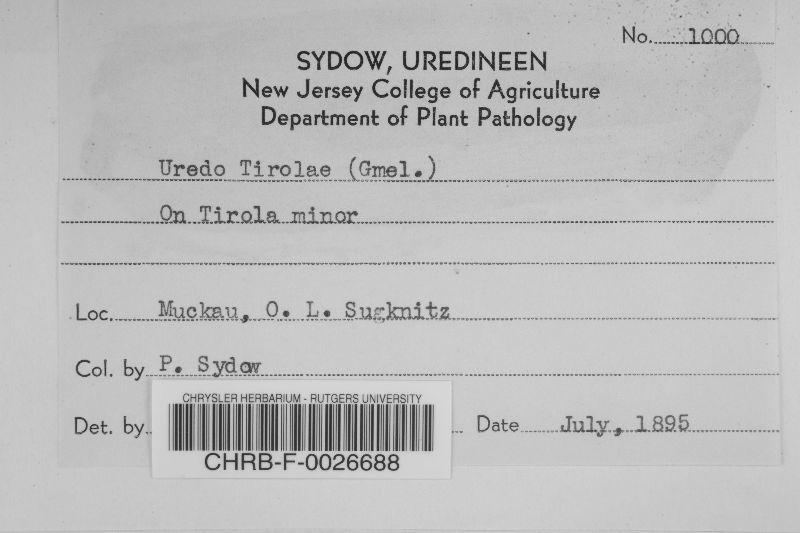 No. 1000
SYDOW, UREDINEEN
New Jersey College of Agriculture
Department of Plant Pathology
Uredo Tirolae (Gmel.)
On Tirola minor
Loc. Muckau, O. L. Sugknitz
Col. by P. Sydow
Det. by Date July, 1895
CHRYSLER HERBARIUM - RUTGERS UNIVERSITY
CHRB-F-0026688